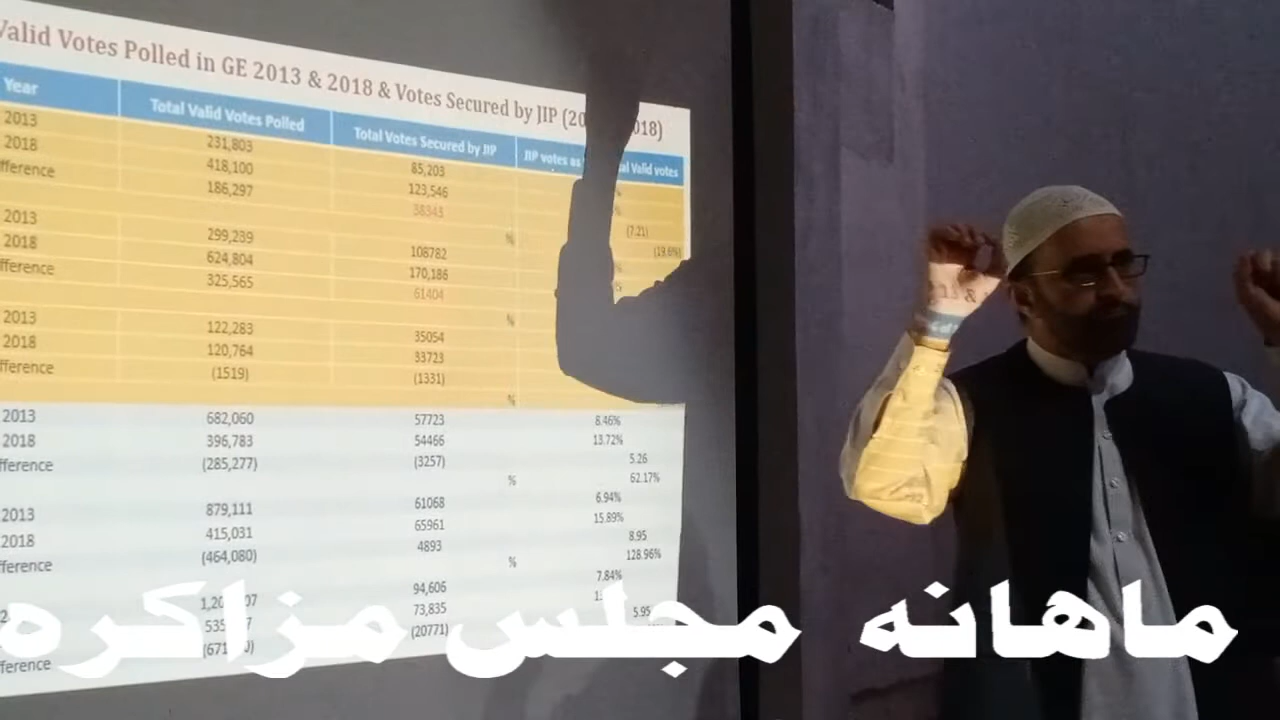 Valid Votes Polled in GE 2013 & 2018 & Votes Secured by JIP (20 018)
Year Total Valid Votes Polled Total Votes Secured by JIP JIP votes as al Valid votes
2013 231,803 85,203 %
2018 418,100 123,546 %
fference 186,297 38343 (7.21)
% (19.6%)
2013 299,239 108782 %
2018 624,804 170,186
fference 325,565 61404
%
2013 122,283 35054
2018 120,764 33723
fference (1519) (1331)
%
2013 682,060 57723 8.46%
2018 396,783 54466 13.72%
fference (285,277) (3257) 5.26
% 62.17%
2013 879,111 61068 6.94%
2018 415,031 65961 15.89%
fference (464,080) 4893 8.95
% 128.96%
94,606 7.84%
73,835
fference (20771) 5.95
ماهانه مجلس مزاکره